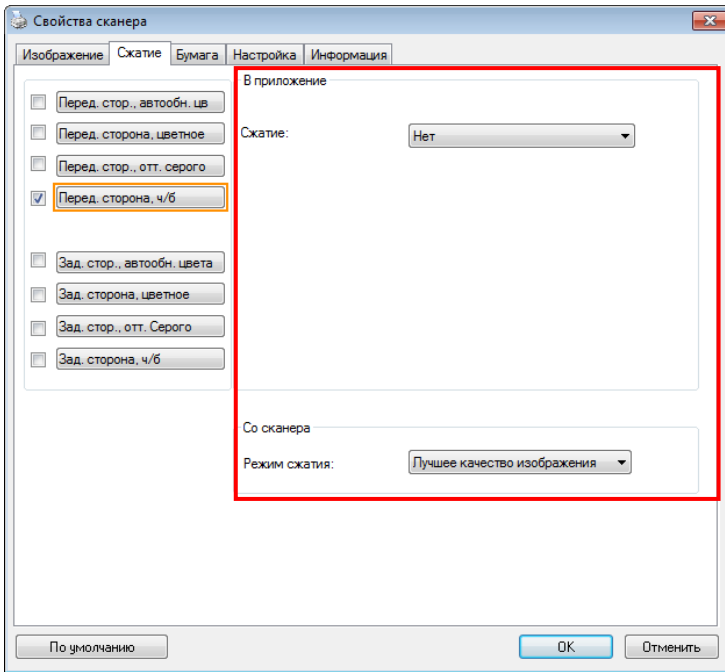 Свойства сканера
Изображение Сжатие Бумага Настройка Информация
Перед. стор., автообн. цв
Перед. сторона, цветное
Перед. стор., отт. серого
Перед. сторона, ч/б
Зад. стор., автообн. цвета
Зад. сторона, цветное
Зад. стор., отт. Серого
Зад. сторона, ч/б
В приложение
Сжатие: Нет
Со сканера
Режим сжатия: Лучшее качество изображения
По умолчанию OK Отменить